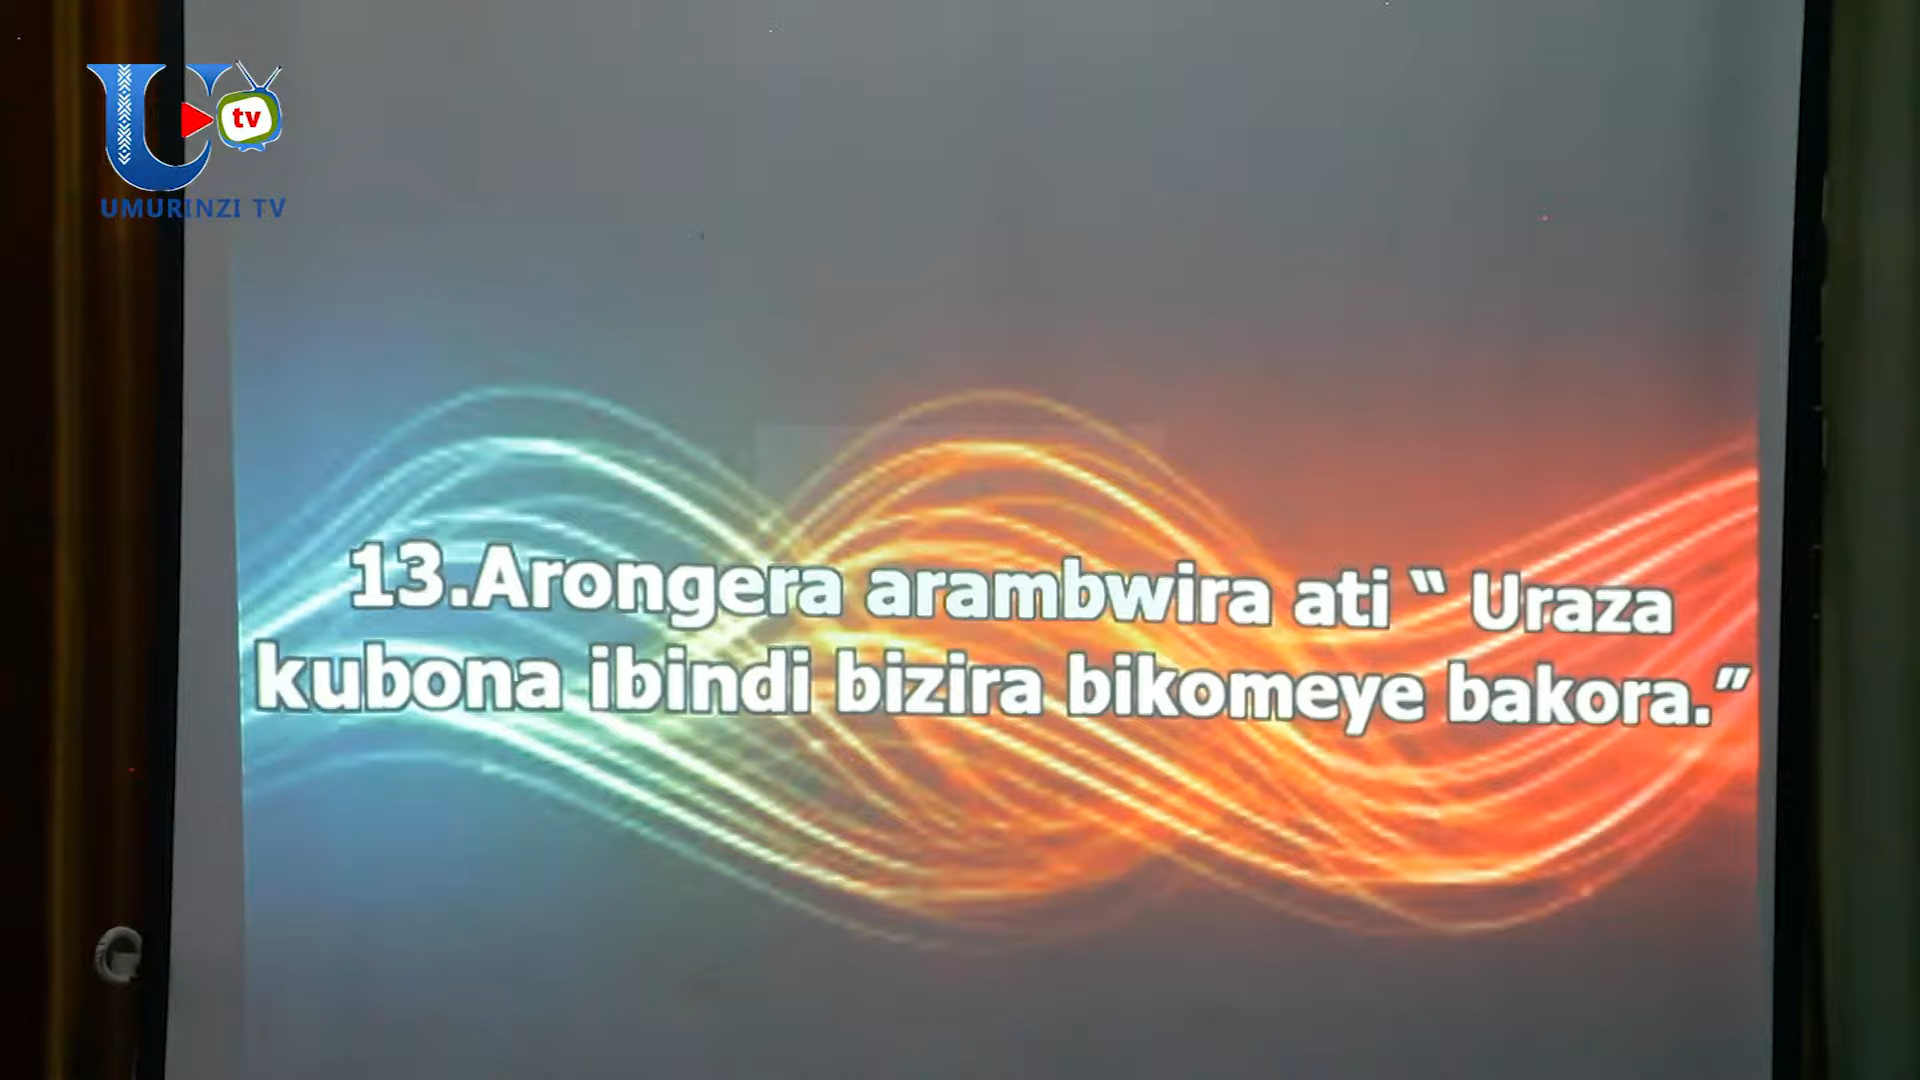 tv
UMURINZI TV
13.Arongera arambwira ati “ Uraza
kubona ibindi bizira bikomeye bakora.”